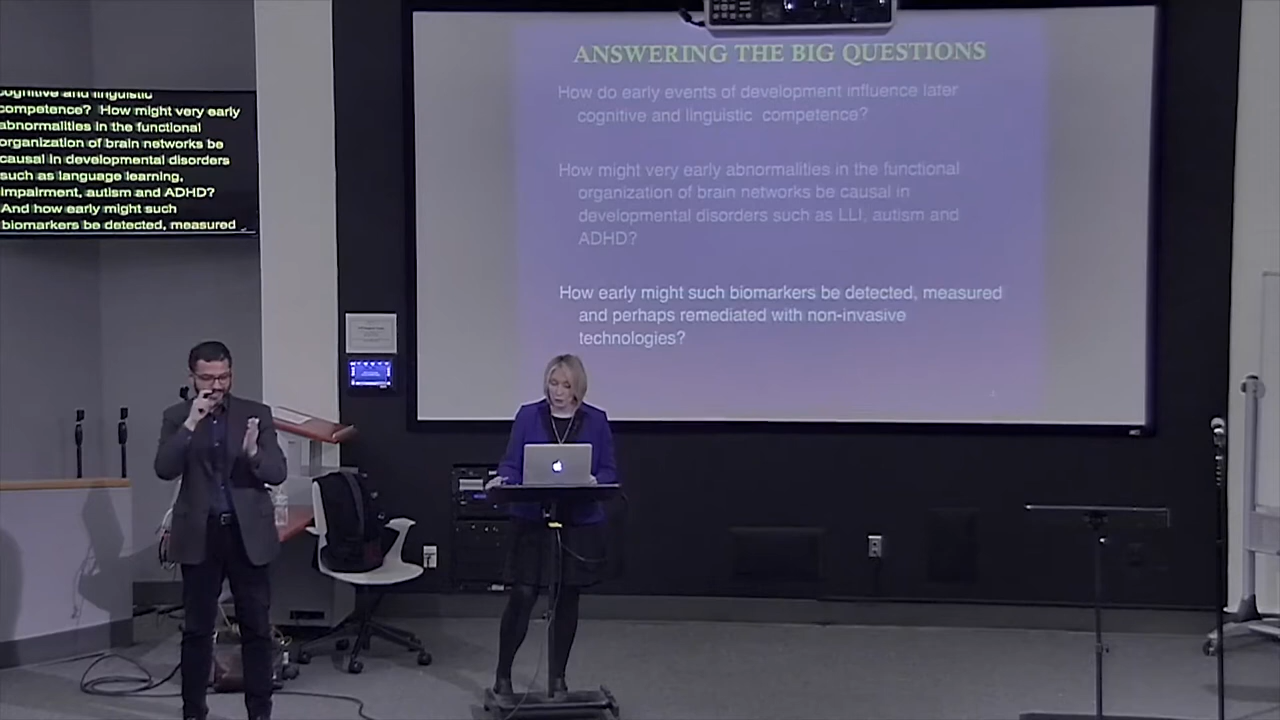 ANSWERING THE BIG QUESTIONS
How do early events of development influence later
cognitive and linguistic competence?
How might very early abnormalities in the functional
organization of brain networks be causal in
developmental disorders such as LLI, autism and
ADHD?
How early might such biomarkers be detected, measured
and perhaps remediated with non-invasive
technologies?
cognitive and linguistic
competence? How might very early
abnormalities in the functional
organization of brain networks be
causal in developmental disorders
such as language learning,
impairment, autism and ADHD?
And how early might such
biomarkers be detected, measured